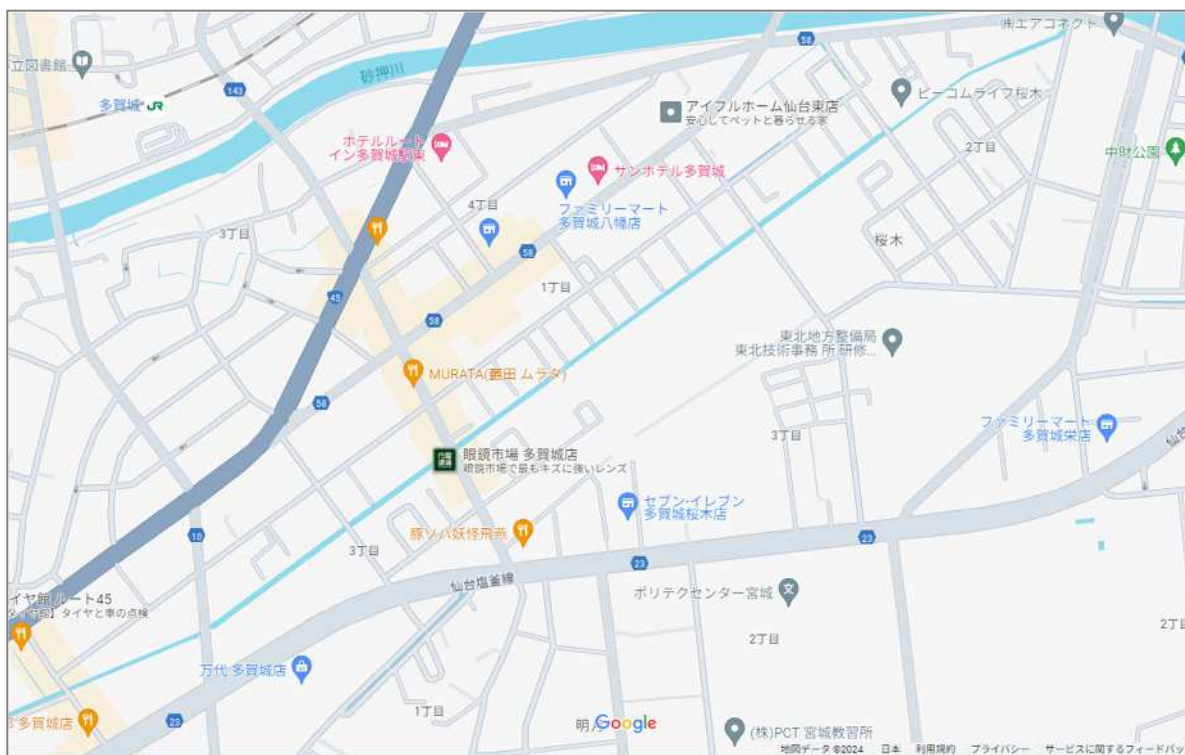 ㈱エアコネクト
58
立図書館
砂押川
143
ビーコムライフ桜木
多賀城 JR
アイフルホーム仙台東店
安心してペットと暮らせる家
ホテルルート
イン多賀城駅東
2丁目
中財公園
サンホテル多賀城
4丁目
ファミリーマート
多賀城八幡店
3丁目
桜木
58
1丁目
45
58
東北地方整備局
東北技術事務 所 研修...
MURATA(麵田 ムラタ)
58
ファミリーマート
多賀城栄店
3丁目
仙台
眼鏡市場 多賀城店
眼鏡市場で最もキズに強いレンズ
セブン-イレブン
多賀城桜木店
豚ソバ妖怪飛燕
10
23
3丁目
23
仙台塩釜線
イヤ館 ルート45
タイヤ館】タイヤと車の点検
ポリテクセンター宮城
2丁目
2丁
万代 多賀城店
1丁目
多賀城店
23
明月
Google
(株)PCT 宮城教習所
地図データ ©2024 日本 利用規約 プライバシー サービスに関するフィードバッ